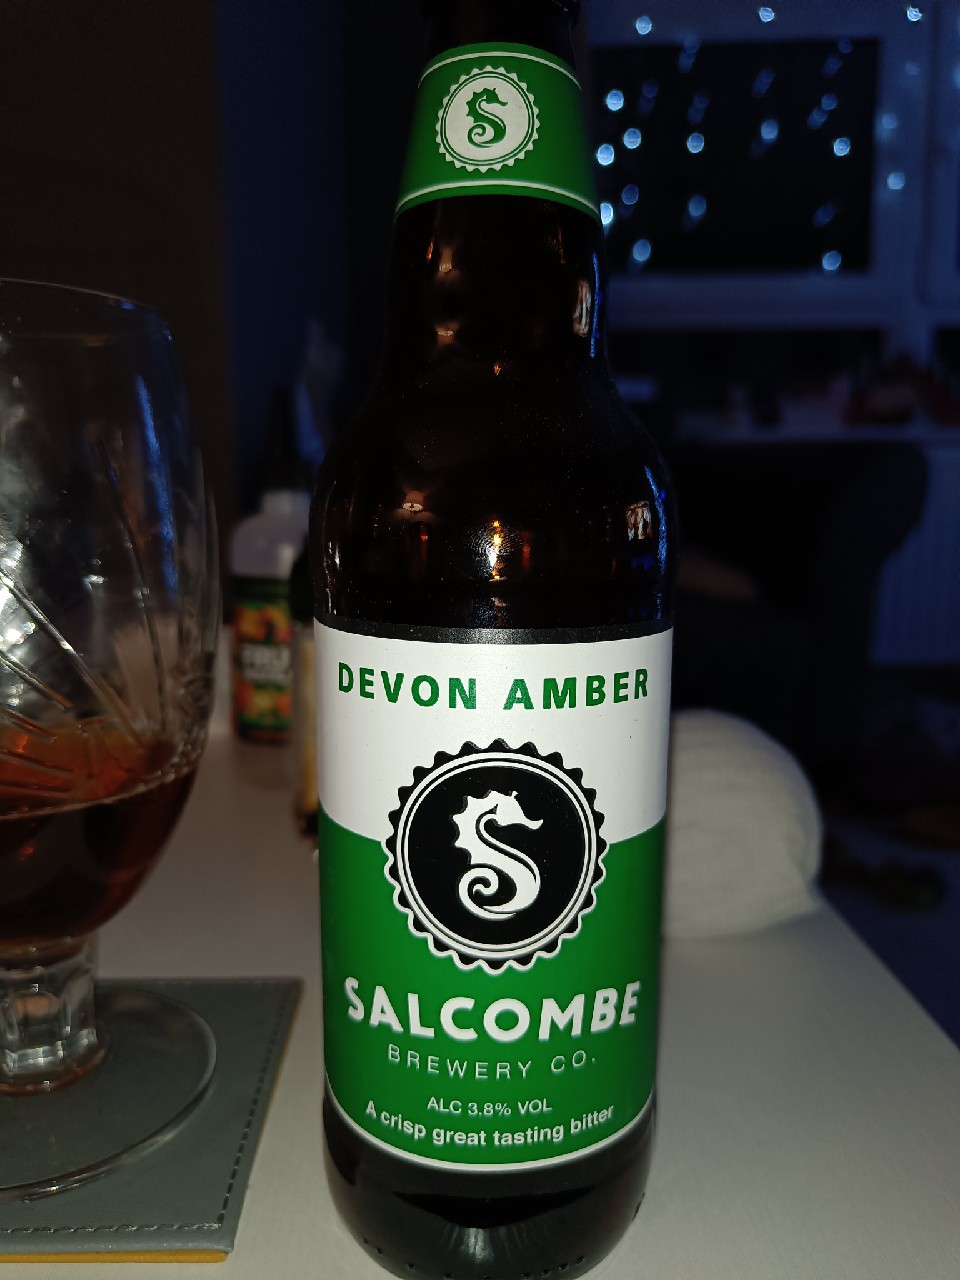 DEVON AMBER
SALCOMBE
BREWERY CO.
ALC 3.8% VOL
A crisp great tasting bitter